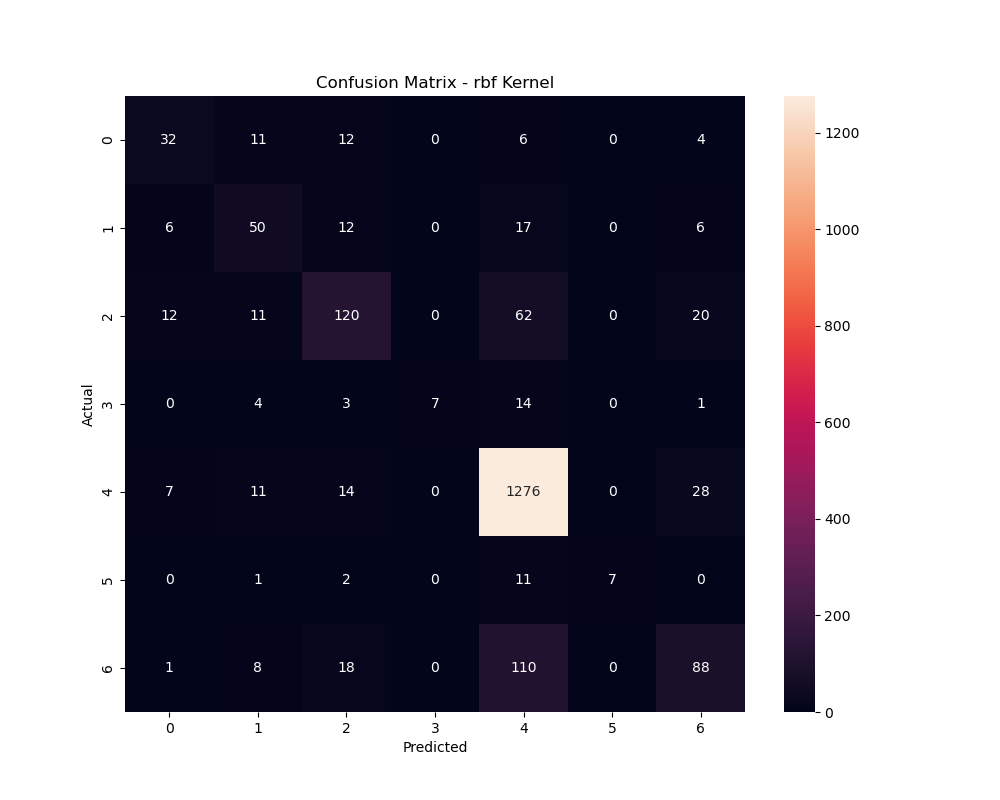 Confusion Matrix - rbf Kernel
0 32 11 12 0 6 0 4
1 6 50 12 0 17 0 6
2 12 11 120 0 62 0 20
3 0 4 3 7 14 0 1
4 7 11 14 0 1276 0 28
5 0 1 2 0 11 7 0
6 1 8 18 0 110 0 88
0 1 2 3 4 5 6
Predicted
Actual
1200
1000
800
600
400
200
0